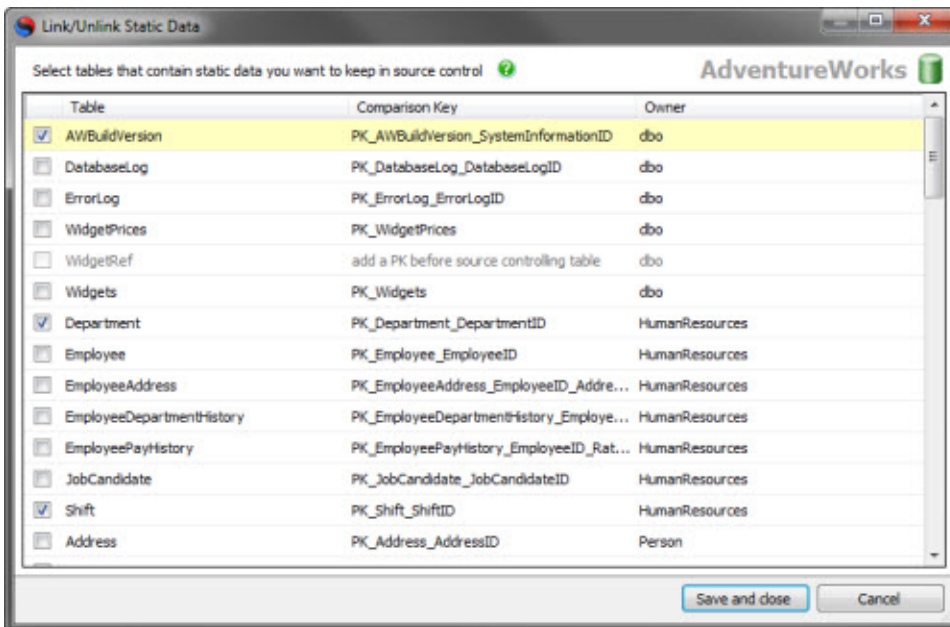 Link/Unlink Static Data
Select tables that contain static data you want to keep in source control ? AdventureWorks
Table Comparison Key Owner
AWBuildVersion PK_AWBuildVersion_SystemInformationID dbo
DatabaseLog PK_DatabaseLog_DatabaseLogID dbo
ErrorLog PK_ErrorLog_ErrorLogID dbo
WidgetPrices PK_WidgetPrices dbo
WidgetRef add a PK before source controlling table dbo
Widgets PK_Widgets dbo
Department PK_Department_DepartmentID HumanResources
Employee PK_Employee_EmployeeID HumanResources
EmployeeAddress PK_EmployeeAddress_EmployeeID_Addre... HumanResources
EmployeeDepartmentHistory PK_EmployeeDepartmentHistory_Employe... HumanResources
EmployeePayHistory PK_EmployeePayHistory_EmployeeID_Rat... HumanResources
JobCandidate PK_JobCandidate_JobCandidateID HumanResources
Shift PK_Shift_ShiftID HumanResources
Address PK_Address_AddressID Person
Save and close Cancel